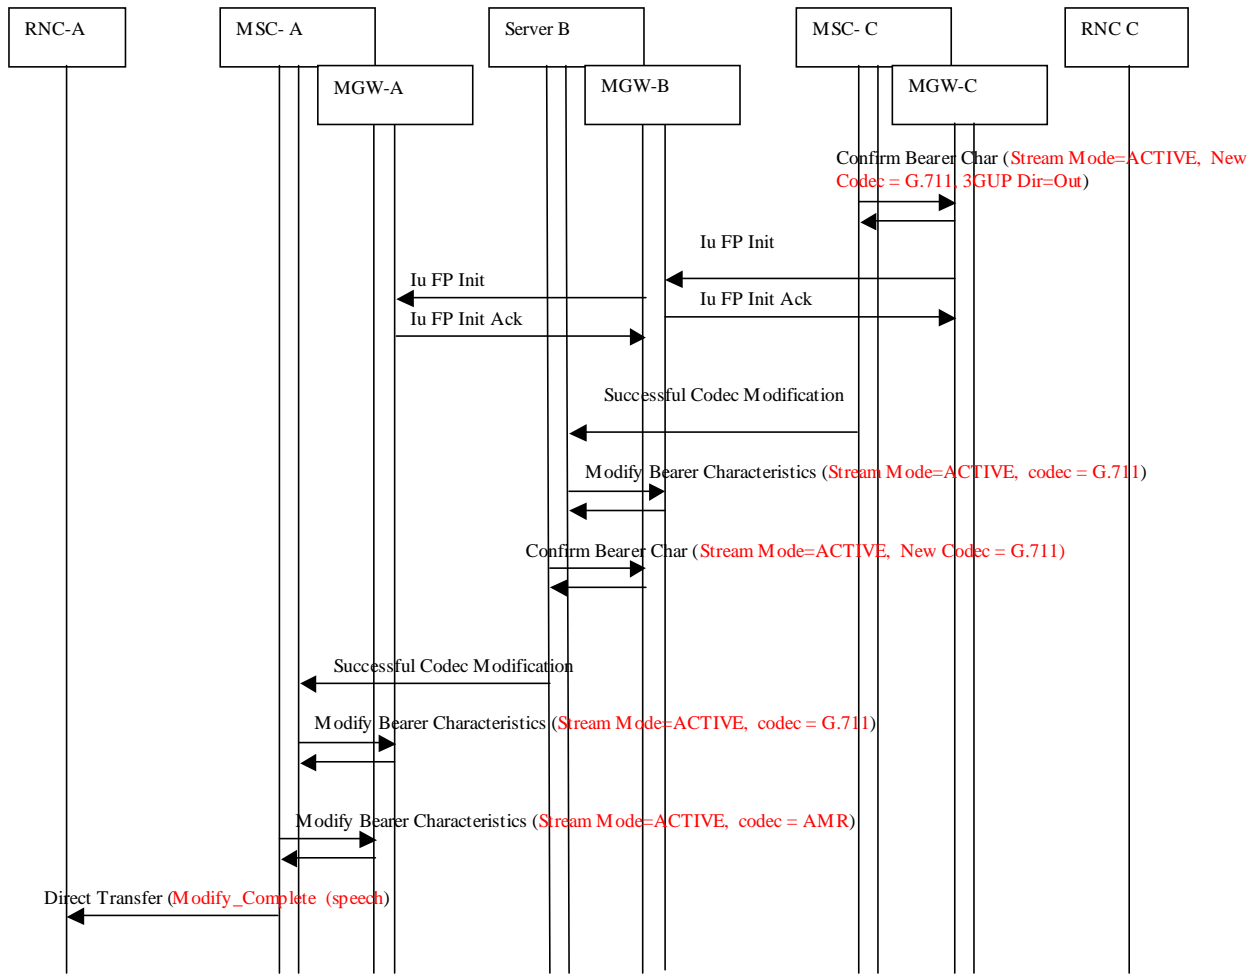 RNC-A
MSC- A
Server B
MSC- C
RNC C
MGW-A
MGW-B
MGW-C
Confirm Bearer Char (Stream Mode=ACTIVE, New
Codec = G.711, 3GUP Dir=Out)
Iu FP Init
Iu FP Init
Iu FP Init Ack
Iu FP Init Ack
Successful Codec Modification
Modify Bearer Characteristics (Stream Mode=ACTIVE, codec = G.711)
Confirm Bearer Char (Stream Mode=ACTIVE, New Codec = G.711)
Successful Codec Modification
Modify Bearer Characteristics (Stream Mode=ACTIVE, codec = G.711)
Modify Bearer Characteristics (Stream Mode=ACTIVE, codec = AMR)
Direct Transfer (Modify_Complete (speech)